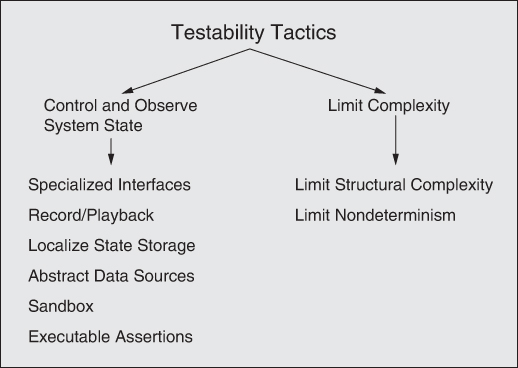 Testability Tactics
Control and Observe
System State
Limit Complexity
Specialized Interfaces
Record/Playback
Localize State Storage
Abstract Data Sources
Sandbox
Executable Assertions
Limit Structural Complexity
Limit Nondeterminism